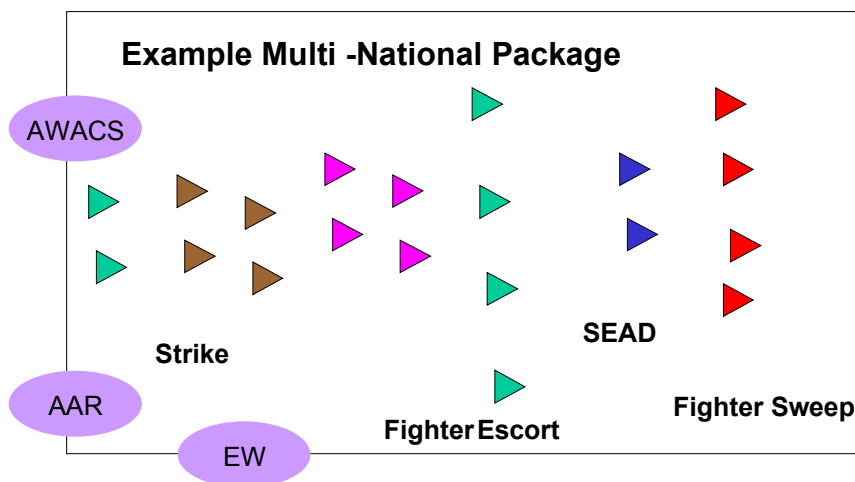 Example Multi -National Package
AWACS
SEAD
Strike
AAR
Fighter Sweep
Fighter Escort
EW